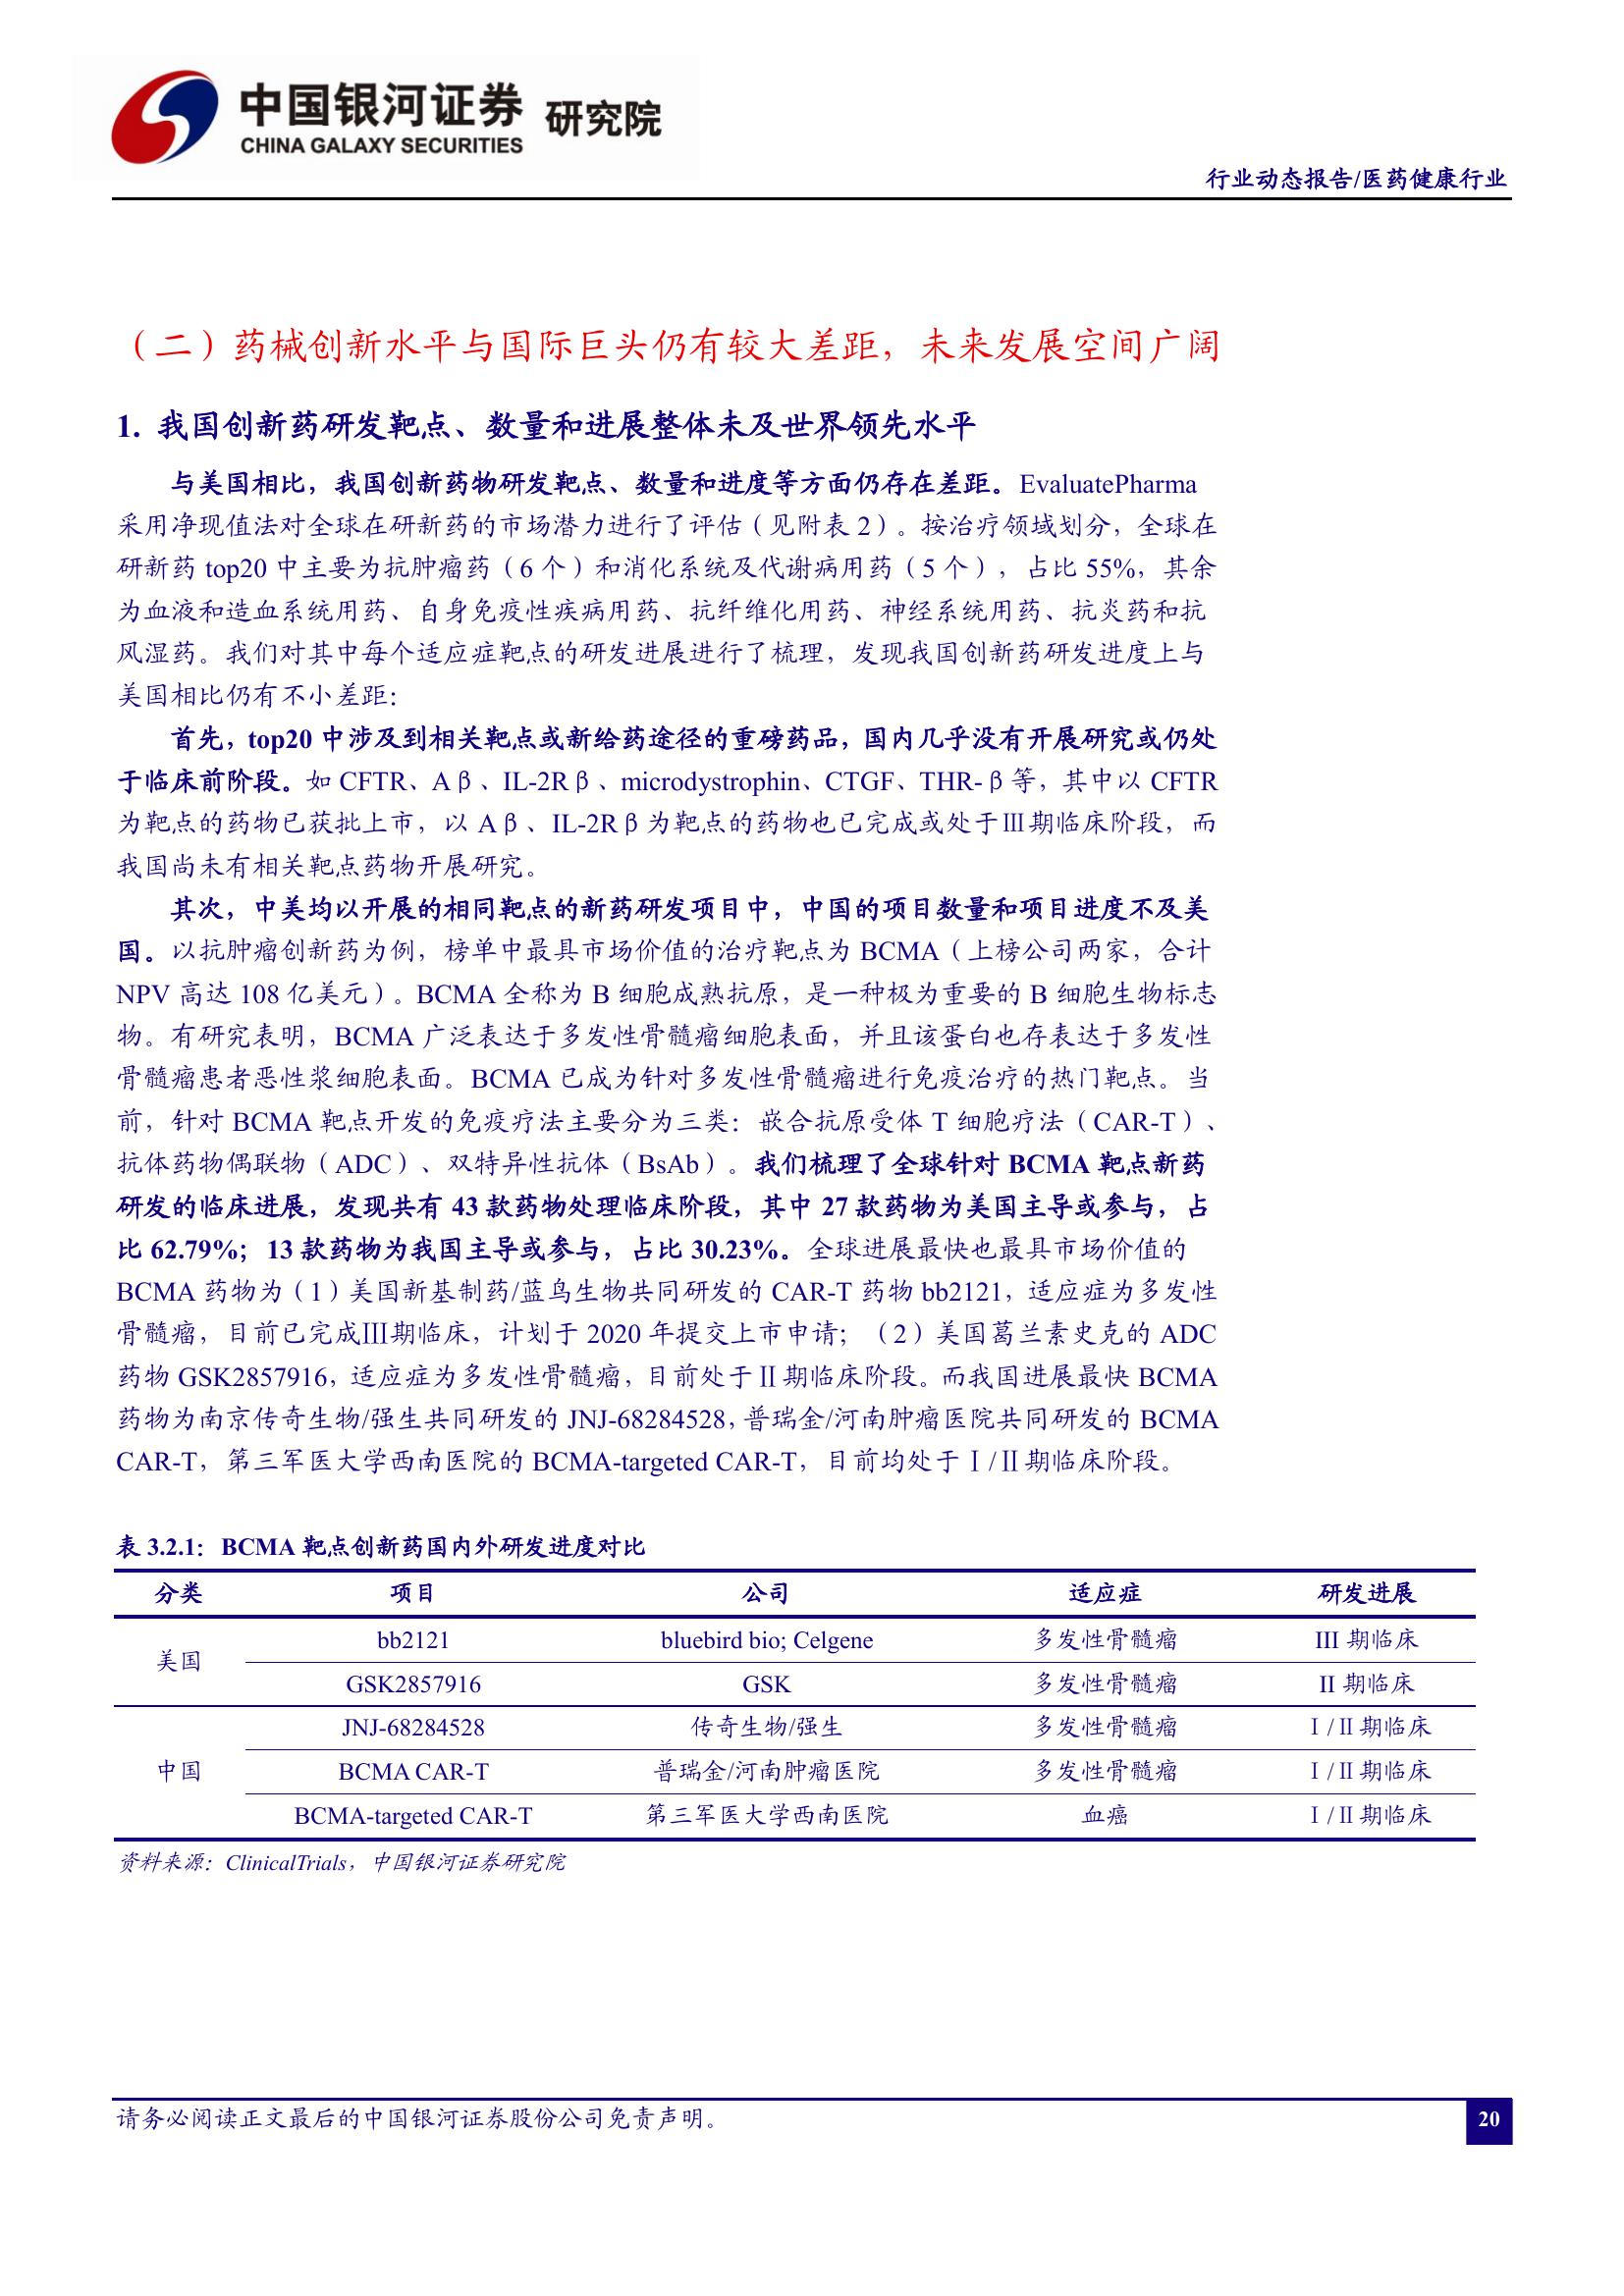 中国银河证券 研究院
CHINA GALAXY SECURITIES
行业动态报告/医药健康行业
（二）药械创新水平与国际巨头仍有较大差距，未来发展空间广阔
1. 我国创新药研发靶点、数量和进展整体未及世界领先水平
与美国相比，我国创新药物研发靶点、数量和进度等方面仍存在差距。EvaluatePharma
采用净现值法对全球在研新药的市场潜力进行了评估（见附表 2）。按治疗领域划分，全球在
研新药 top20 中主要为抗肿瘤药（6 个）和消化系统及代谢病用药（5 个），占比 55%，其余
为血液和造血系统用药、自身免疫性疾病用药、抗纤维化用药、神经系统用药、抗炎药和抗
风湿药。我们对其中每个适应症靶点的研发进展进行了梳理，发现我国创新药研发进度上与
美国相比仍有不小差距：
首先，top20 中涉及到相关靶点或新给药途径的重磅药品，国内几乎没有开展研究或仍处
于临床前阶段。如 CFTR、Aβ、IL-2Rβ、microdystrophin、CTGF、THR-β等，其中以 CFTR
为靶点的药物已获批上市，以 Aβ、IL-2Rβ为靶点的药物也已完成或处于Ⅲ期临床阶段，而
我国尚未有相关靶点药物开展研究。
其次，中美均以开展的相同靶点的新药研发项目中，中国的项目数量和项目进度不及美
国。以抗肿瘤创新药为例，榜单中最具市场价值的治疗靶点为 BCMA（上榜公司两家，合计
NPV 高达 108 亿美元）。BCMA 全称为 B 细胞成熟抗原，是一种极为重要的 B 细胞生物标志
物。有研究表明，BCMA 广泛表达于多发性骨髓瘤细胞表面，并且该蛋白也存表达于多发性
骨髓瘤患者恶性浆细胞表面。BCMA 已成为针对多发性骨髓瘤进行免疫治疗的热门靶点。当
前，针对 BCMA 靶点开发的免疫疗法主要分为三类：嵌合抗原受体 T 细胞疗法（CAR-T）、
抗体药物偶联物（ADC）、双特异性抗体（BsAb）。我们梳理了全球针对 BCMA 靶点新药
研发的临床进展，发现共有 43 款药物处理临床阶段，其中 27 款药物为美国主导或参与，占
比 62.79%；13 款药物为我国主导或参与，占比 30.23%。全球进展最快也最具市场价值的
BCMA 药物为（1）美国新基制药/蓝鸟生物共同研发的 CAR-T 药物 bb2121，适应症为多发性
骨髓瘤，目前已完成Ⅲ期临床，计划于 2020 年提交上市申请；（2）美国葛兰素史克的 ADC
药物 GSK2857916，适应症为多发性骨髓瘤，目前处于Ⅱ期临床阶段。而我国进展最快 BCMA
药物为南京传奇生物/强生共同研发的 JNJ-68284528，普瑞金/河南肿瘤医院共同研发的 BCMA
CAR-T，第三军医大学西南医院的 BCMA-targeted CAR-T，目前均处于Ⅰ/Ⅱ期临床阶段。
表 3.2.1：BCMA 靶点创新药国内外研发进度对比
分类 项目 公司 适应症 研发进展
美国 bb2121 bluebird bio; Celgene 多发性骨髓瘤 III 期临床
GSK2857916 GSK 多发性骨髓瘤 II 期临床
中国 JNJ-68284528 传奇生物/强生 多发性骨髓瘤 Ⅰ/Ⅱ期临床
BCMA CAR-T 普瑞金/河南肿瘤医院 多发性骨髓瘤 Ⅰ/Ⅱ期临床
BCMA-targeted CAR-T 第三军医大学西南医院 血癌 Ⅰ/Ⅱ期临床
资料来源：ClinicalTrials，中国银河证券研究院
请务必阅读正文最后的中国银河证券股份公司免责声明。
20